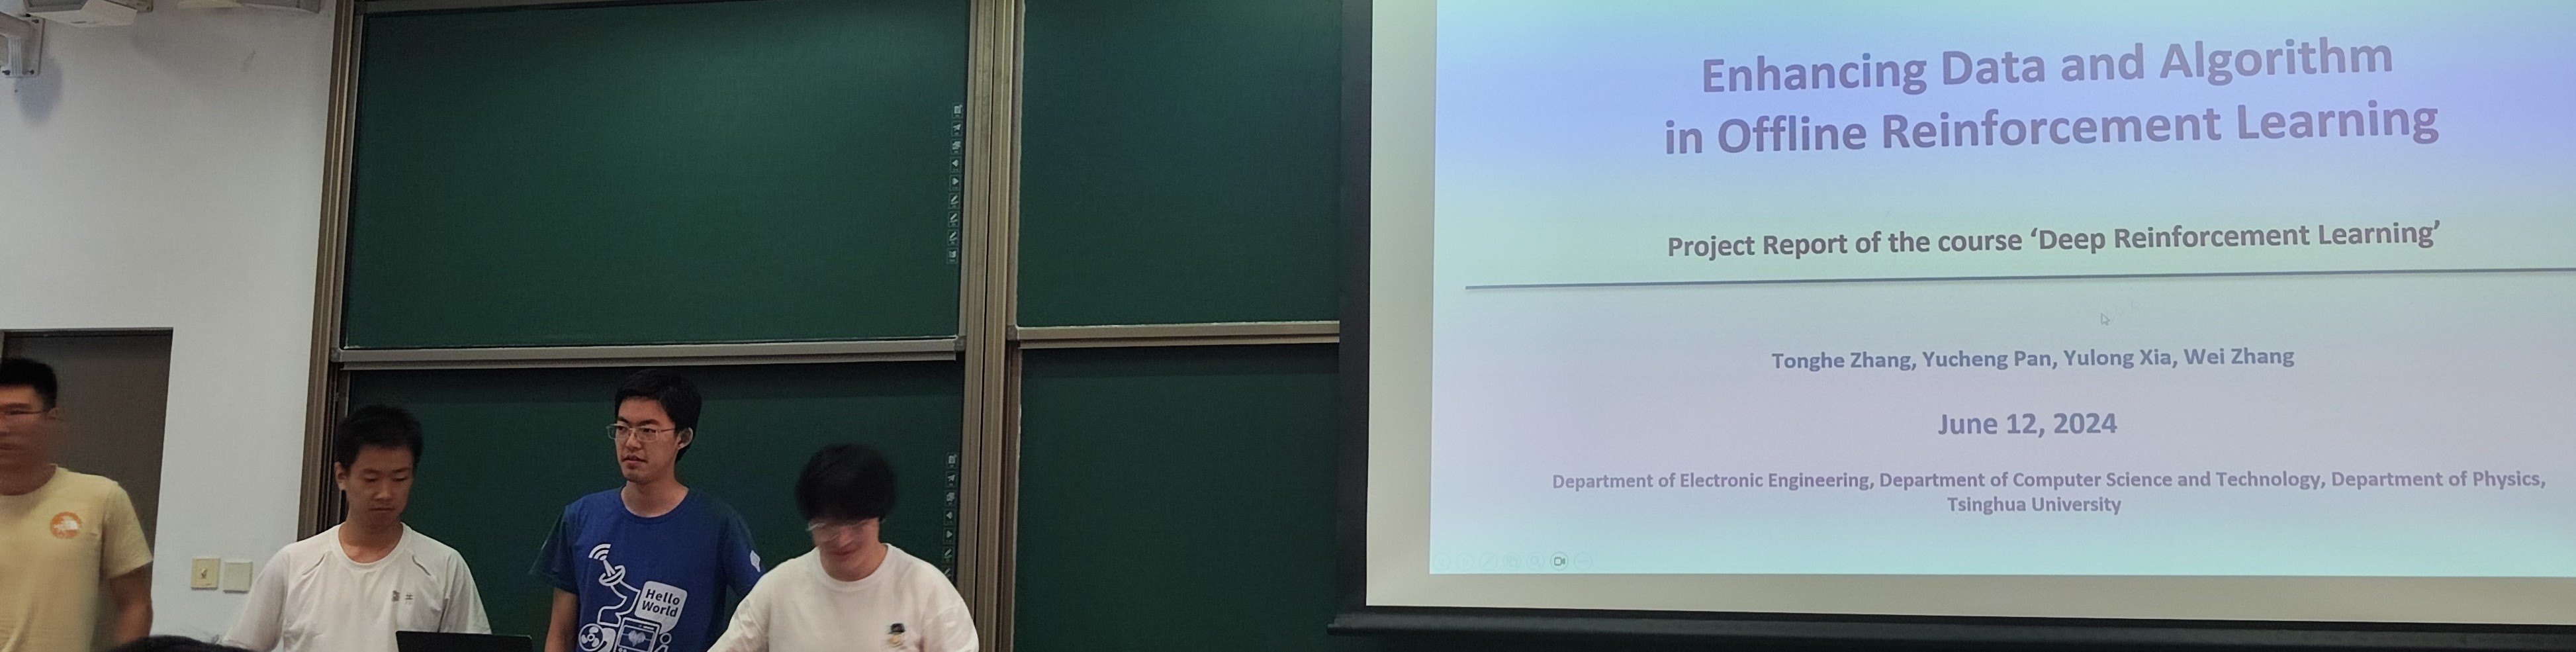 Enhancing Data and Algorithm
in Offline Reinforcement Learning
Project Report of the course ‘Deep Reinforcement Learning’
Tonghe Zhang, Yucheng Pan, Yulong Xia, Wei Zhang
June 12, 2024
Department of Electronic Engineering, Department of Computer Science and Technology, Department of Physics,
Tsinghua University
Hello
World